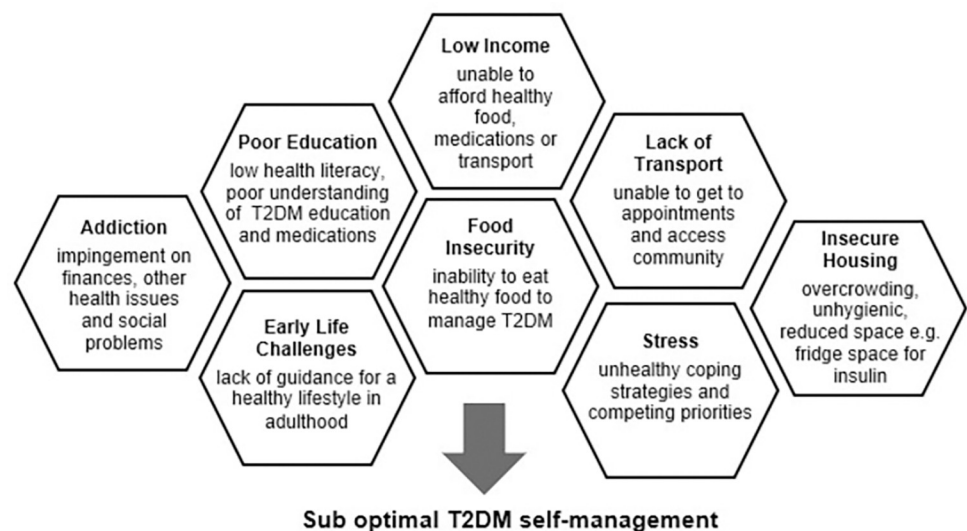 Low Income
unable to
afford healthy
food,
medications or
transport
Poor Education
low health literacy,
poor understanding
of T2DM education
and medications
Lack of
Transport
unable to get to
appointments
and access
community
Addiction
impingement on
finances, other
health issues
and social
problems
Food
Insecurity
inability to eat
healthy food to
manage T2DM
Insecure
Housing
overcrowding,
unhygienic,
reduced space e.g.
fridge space for
insulin
Early Life
Challenges
lack of guidance for a
healthy lifestyle in
adulthood
Stress
unhealthy coping
strategies and
competing priorities
Sub optimal T2DM self-management